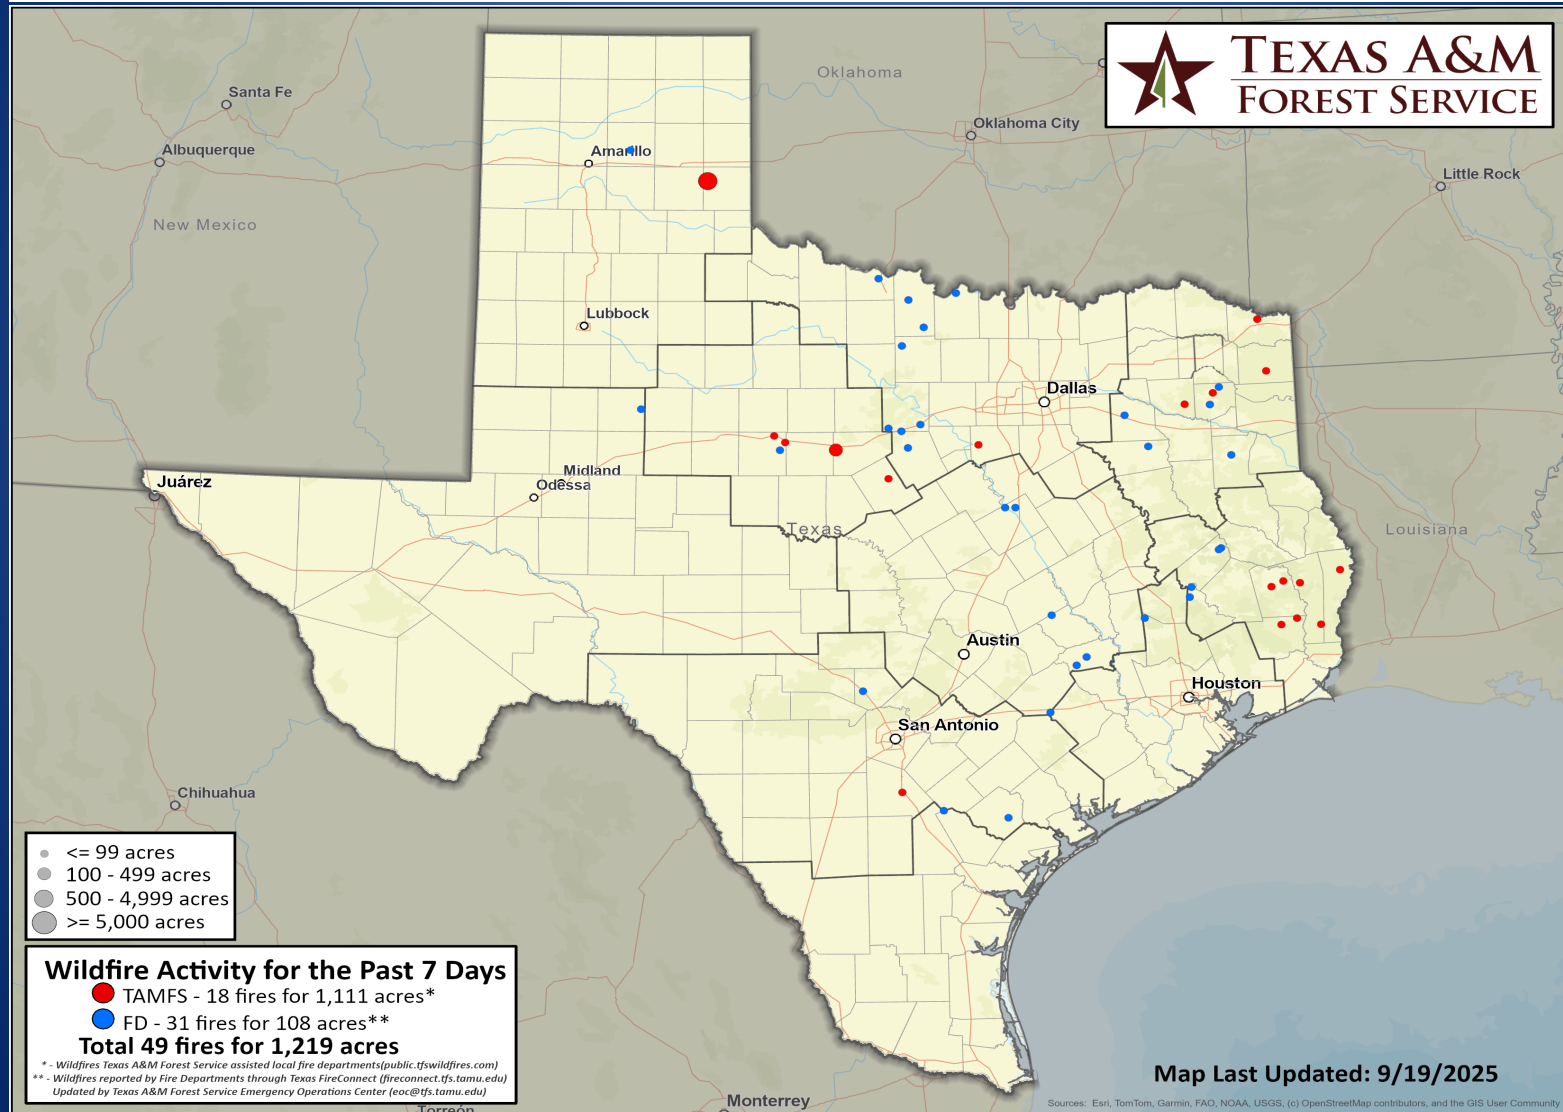 TEXAS A&M
FOREST SERVICE
Oklahoma
Santa Fe
Oklahoma City
Albuquerque
Amarillo
Little Rock
New Mexico
Lubbock
Dallas
Midland
Odessa
Juárez
Texas
Louisiana
Austin
Houston
San Antonio
Chihuahua
<= 99 acres
100 - 499 acres
500 - 4,999 acres
>= 5,000 acres
Wildfire Activity for the Past 7 Days
TAMFS - 18 fires for 1,111 acres*
FD - 31 fires for 108 acres**
Total 49 fires for 1,219 acres
* - Wildfires Texas A&M Forest Service assisted local fire departments(public.tfswildfires.com)
** - Wildfires reported by Fire Departments through Texas FireConnect (fireconnect.tfs.tamu.edu)
Updated by Texas A&M Forest Service Emergency Operations Center (eoc@tfs.tamu.edu)
Map Last Updated: 9/19/2025
Monterrey
Torreón
Sources: Esri, TomTom, Garmin, FAO, NOAA, USGS, (c) OpenStreetMap contributors, and the GIS User Community